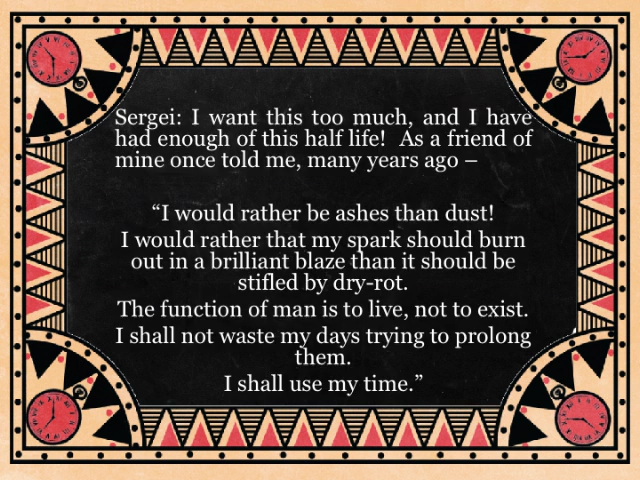 Sergei: I want this too much, and I have
had enough of this half life!  As a friend of
mine once told me, many years ago –
“I would rather be ashes than dust!
I would rather that my spark should burn
out in a brilliant blaze than it should be
stifled by dry-rot.
The function of man is to live, not to exist.
I shall not waste my days trying to prolong
them.
I shall use my time.”